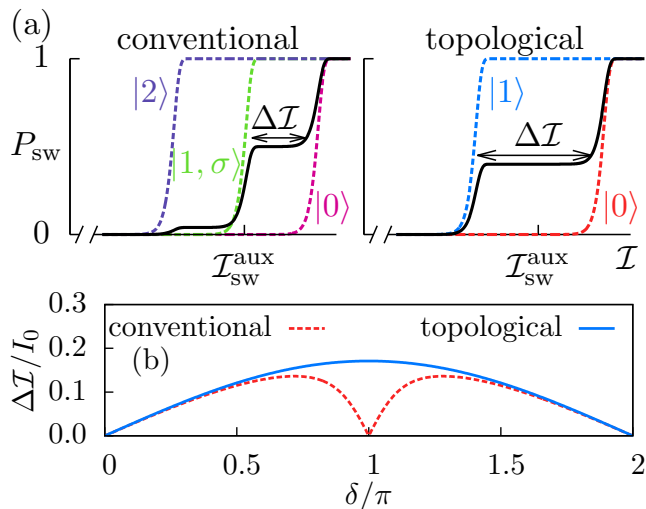 (a) conventional topological
1
|2⟩ Δℐ |1⟩
P_sw |1, σ⟩ Δℐ
|0⟩ |0⟩
0
ℐ_sw^aux ℐ_sw^aux ℐ
0.3
conventional topological
0.2 (b)
Δℐ/I_0
0.1
0.0
0 0.5 1 1.5 2
δ/π